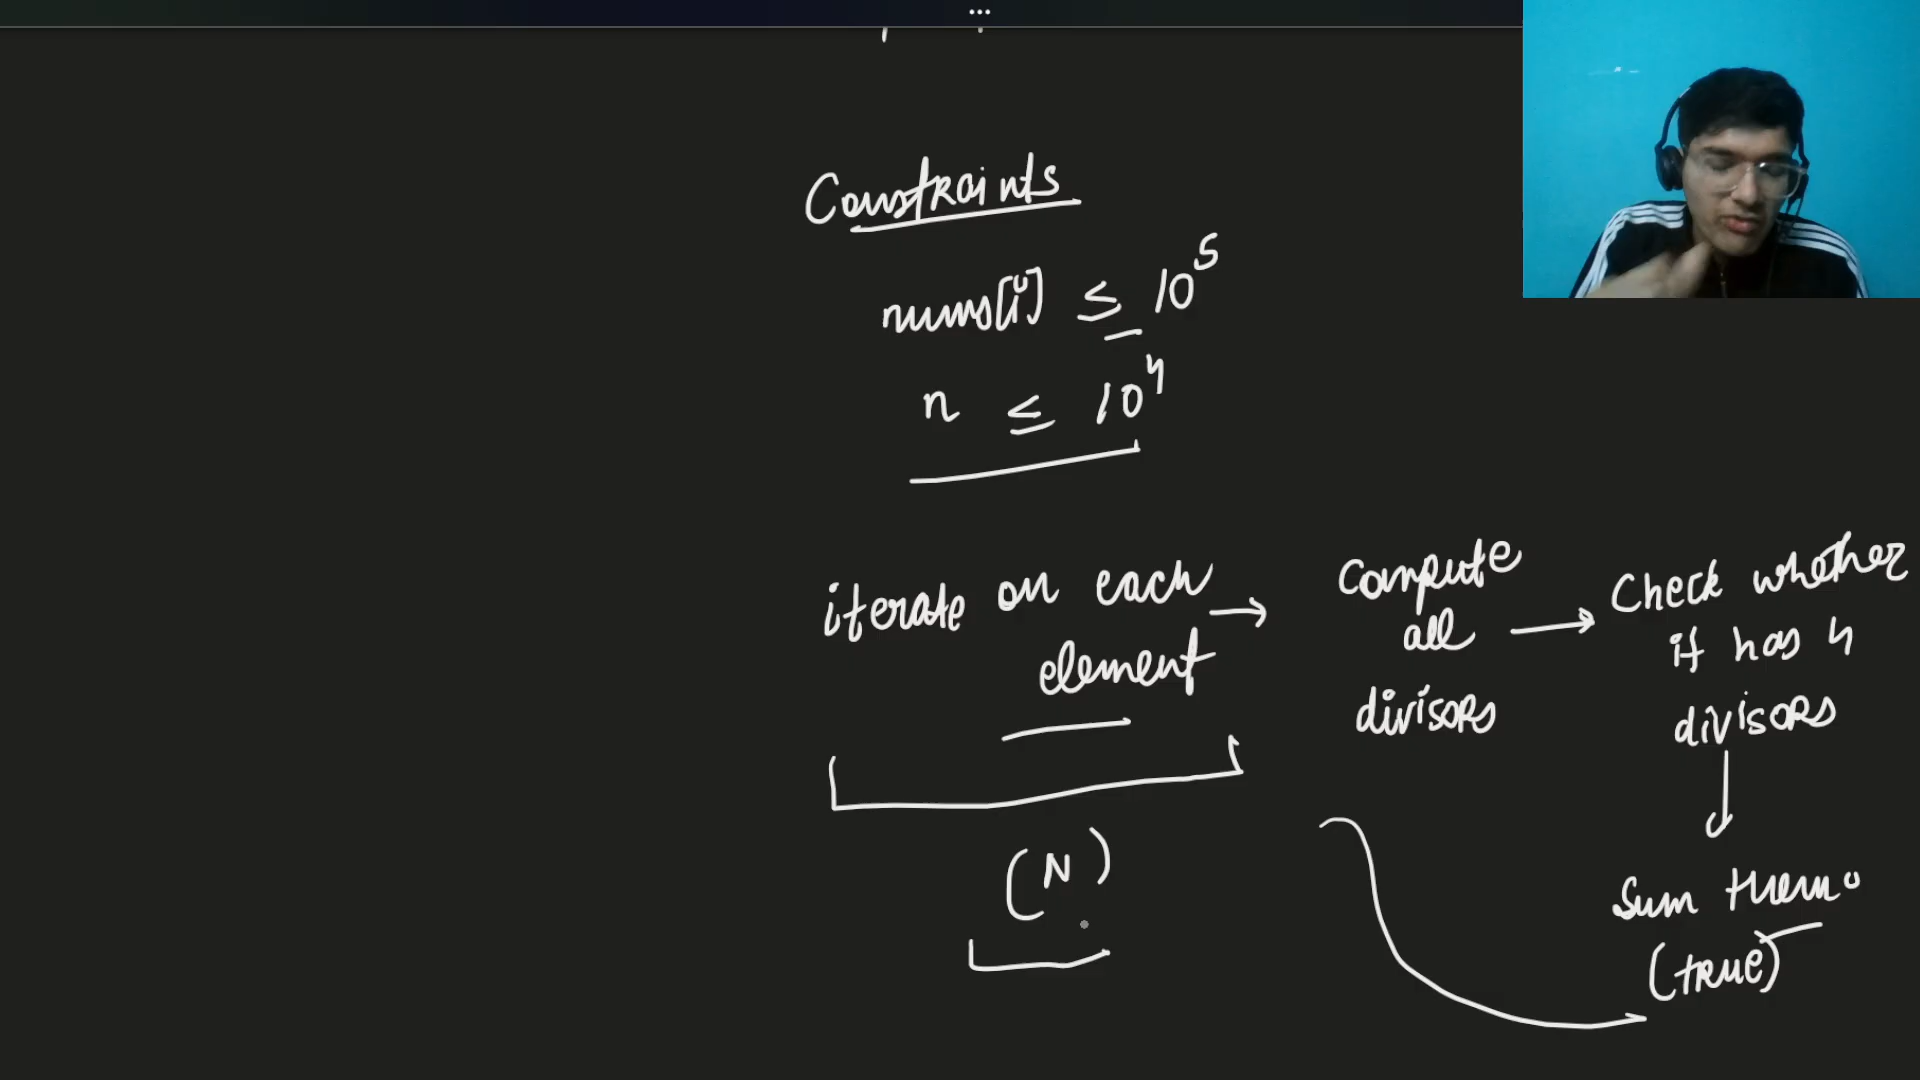 Constraints
nums[i] ≤ 10^5
n ≤ 10^4
iterate on each
element
→
compute
all
divisors
→
Check whether
it has 4
divisors
↓
sum them
(true)
(N)